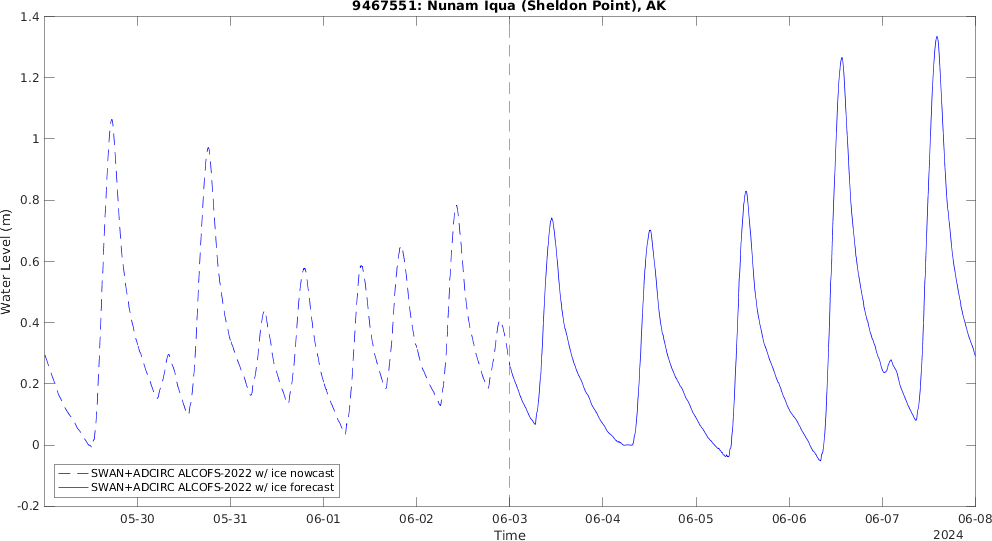 9467551: Nunam Iqua (Sheldon Point), AK
1.4
1.2
1
0.8
0.6
0.4
0.2
0
-0.2
Water Level (m)
SWAN+ADCIRC ALCOFS-2022 w/ ice nowcast
SWAN+ADCIRC ALCOFS-2022 w/ ice forecast
05-30 05-31 06-01 06-02 06-03 06-04 06-05 06-06 06-07 06-08
Time
2024